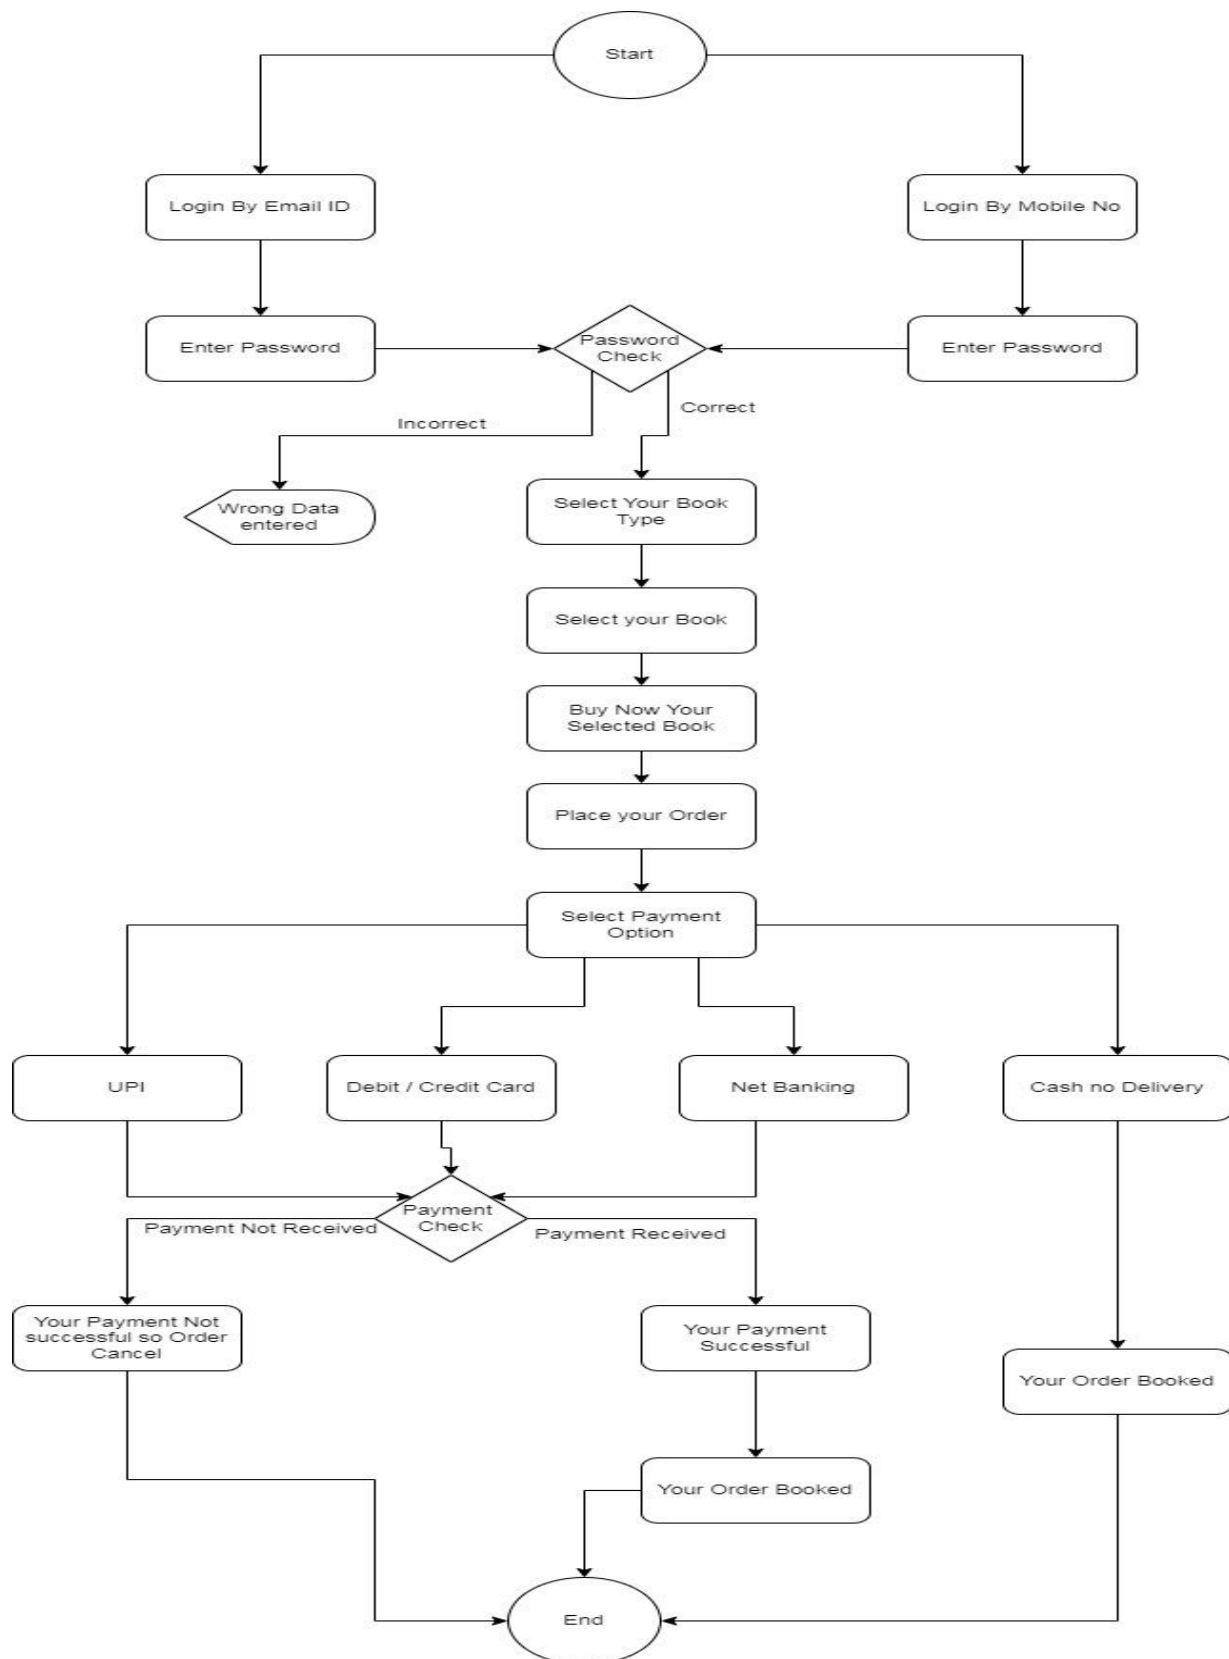 Start
Login By Email ID
Login By Mobile No
Enter Password
Password
Check
Enter Password
Incorrect
Correct
Wrong Data
entered
Select Your Book
Type
Select your Book
Buy Now Your
Selected Book
Place your Order
Select Payment
Option
UPI
Debit / Credit Card
Net Banking
Cash no Delivery
Payment
Check
Payment Not Received
Payment Received
Your Payment Not
successful so Order
Cancel
Your Payment
Successful
Your Order Booked
Your Order Booked
End